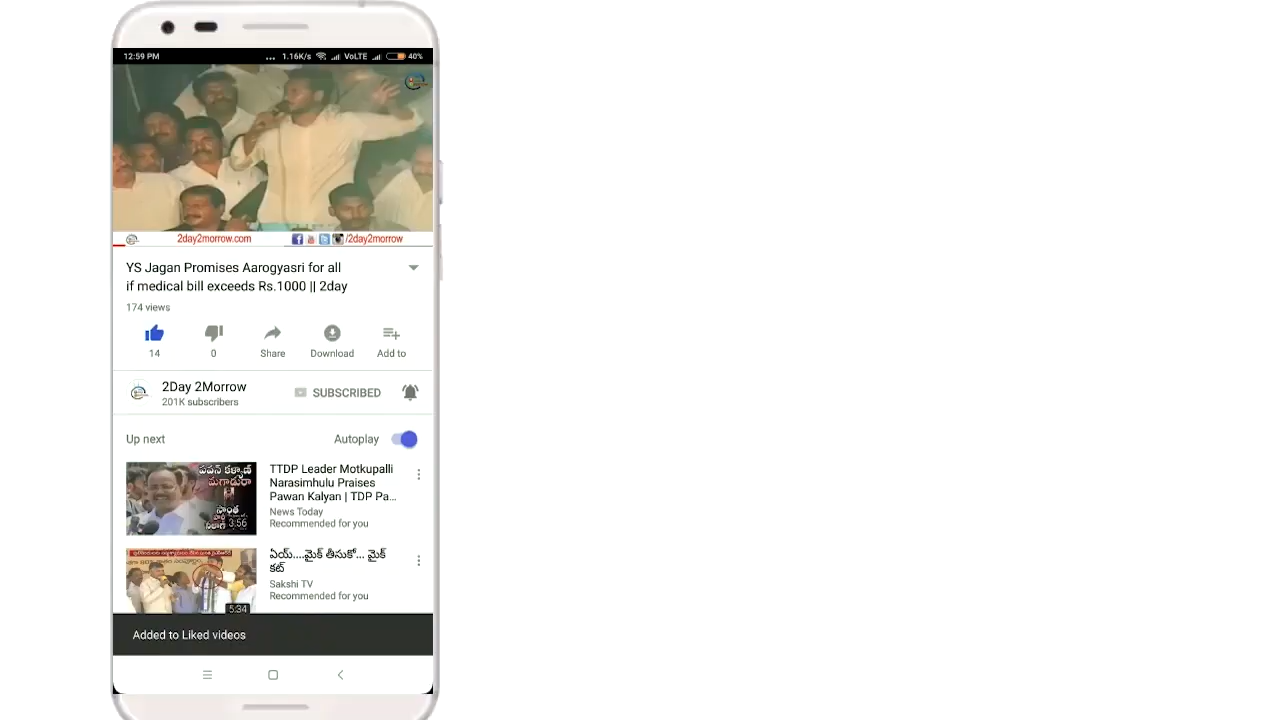 12:59 PM
... 1.16K/s VoLTE 40%
2day2morrow.com
/2day2morrow
YS Jagan Promises Aarogyasri for all
if medical bill exceeds Rs.1000 || 2day
174 views
14
0
Share
Download
Add to
2Day 2Morrow
201K subscribers
SUBSCRIBED
Up next
Autoplay
పవన్ కళ్యాణ్
మగాడురా
సొంత
3:56
TTDP Leader Motkupalli
Narasimhulu Praises
Pawan Kalyan | TDP Pa...
News Today
Recommended for you
5:34
ఏయ్....మైక్ తీసుకో... మైక్
కట్
Sakshi TV
Recommended for you
Added to Liked videos